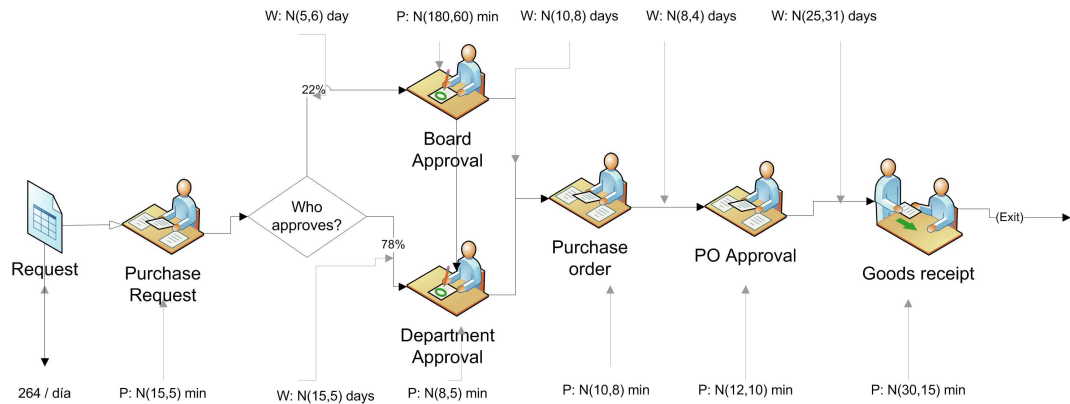 W: N(5,6) day
P: N(180,60) min
W: N(10,8) days
W: N(8,4) days
W: N(25,31) days
22%
Board
Approval
Who
approves?
78%
Request
Purchase
Request
Department
Approval
Purchase
order
PO Approval
Goods receipt
(Exit)
264 / día
P: N(15,5) min
W: N(15,5) days
P: N(8,5) min
P: N(10,8) min
P: N(12,10) min
P: N(30,15) min